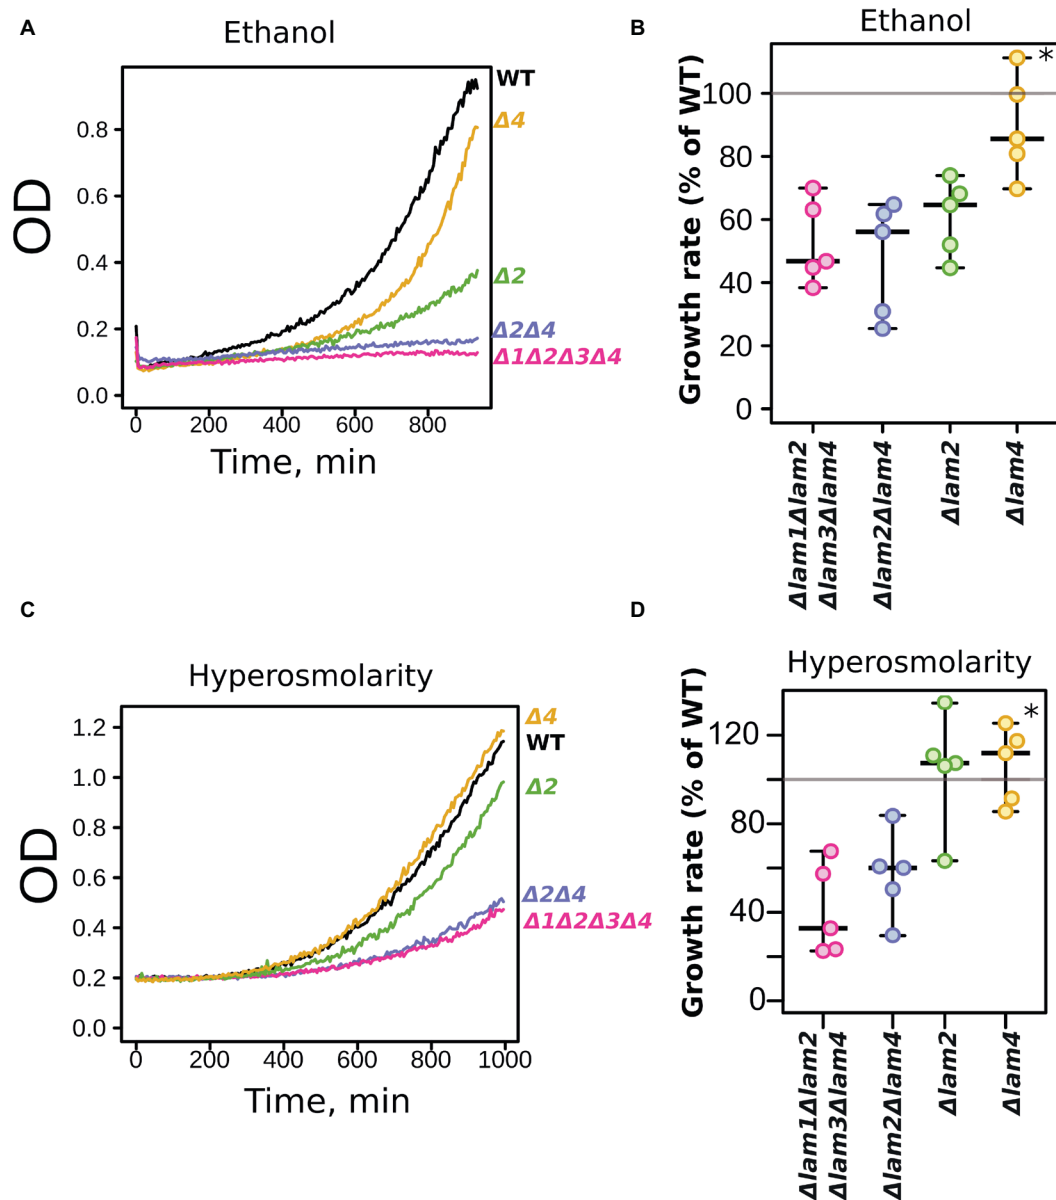 A
Ethanol
OD
0.8
0.6
0.4
0.2
0.0
0 200 400 600 800
Time, min
WT
Δ4
Δ2
Δ2Δ4
Δ1Δ2Δ3Δ4
B
Ethanol
Growth rate (% of WT)
100
80
60
40
20
0
*
Δlam1Δlam2
Δlam3Δlam4
Δlam2Δlam4
Δlam2
Δlam4
C
Hyperosmolarity
OD
1.2
1.0
0.8
0.6
0.4
0.2
0.0
0 200 400 600 800 1000
Time, min
Δ4
WT
Δ2
Δ2Δ4
Δ1Δ2Δ3Δ4
D
Hyperosmolarity
Growth rate (% of WT)
120
80
40
0
*
Δlam1Δlam2
Δlam3Δlam4
Δlam2Δlam4
Δlam2
Δlam4